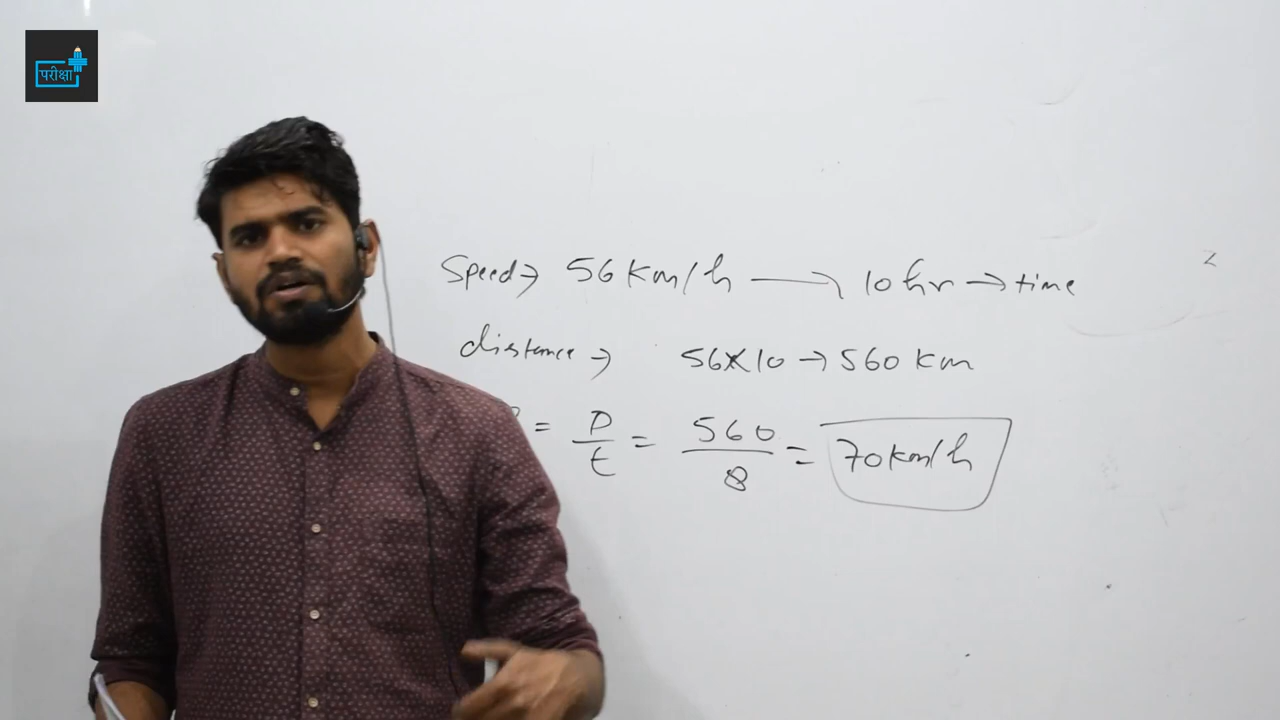 परीक्षा
Speed → 56 km/h → 10 hr → time
distance → 56×10 → 560 km
= D/t = 560/8 = 70 km/h